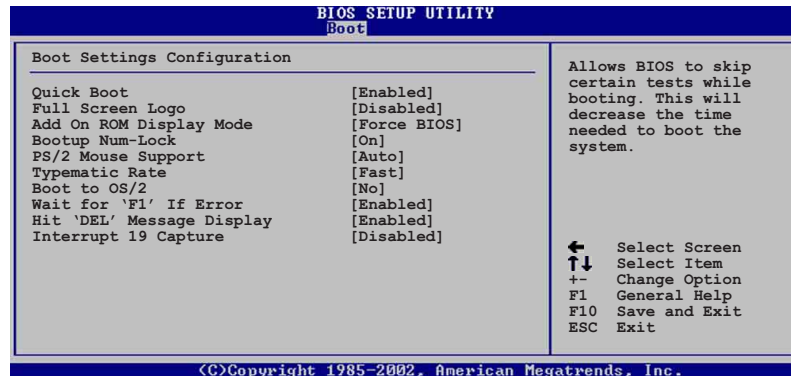 BIOS SETUP UTILITY
Boot
Boot Settings Configuration
Quick Boot [Enabled]
Full Screen Logo [Disabled]
Add On ROM Display Mode [Force BIOS]
Bootup Num-Lock [On]
PS/2 Mouse Support [Auto]
Typematic Rate [Fast]
Boot to OS/2 [No]
Wait for ‘F1’ If Error [Enabled]
Hit ‘DEL’ Message Display [Enabled]
Interrupt 19 Capture [Disabled]
Allows BIOS to skip
certain tests while
booting. This will
decrease the time
needed to boot the
system.
← Select Screen
↑↓ Select Item
+- Change Option
F1 General Help
F10 Save and Exit
ESC Exit
(C)Copyright 1985-2002, American Megatrends, Inc.